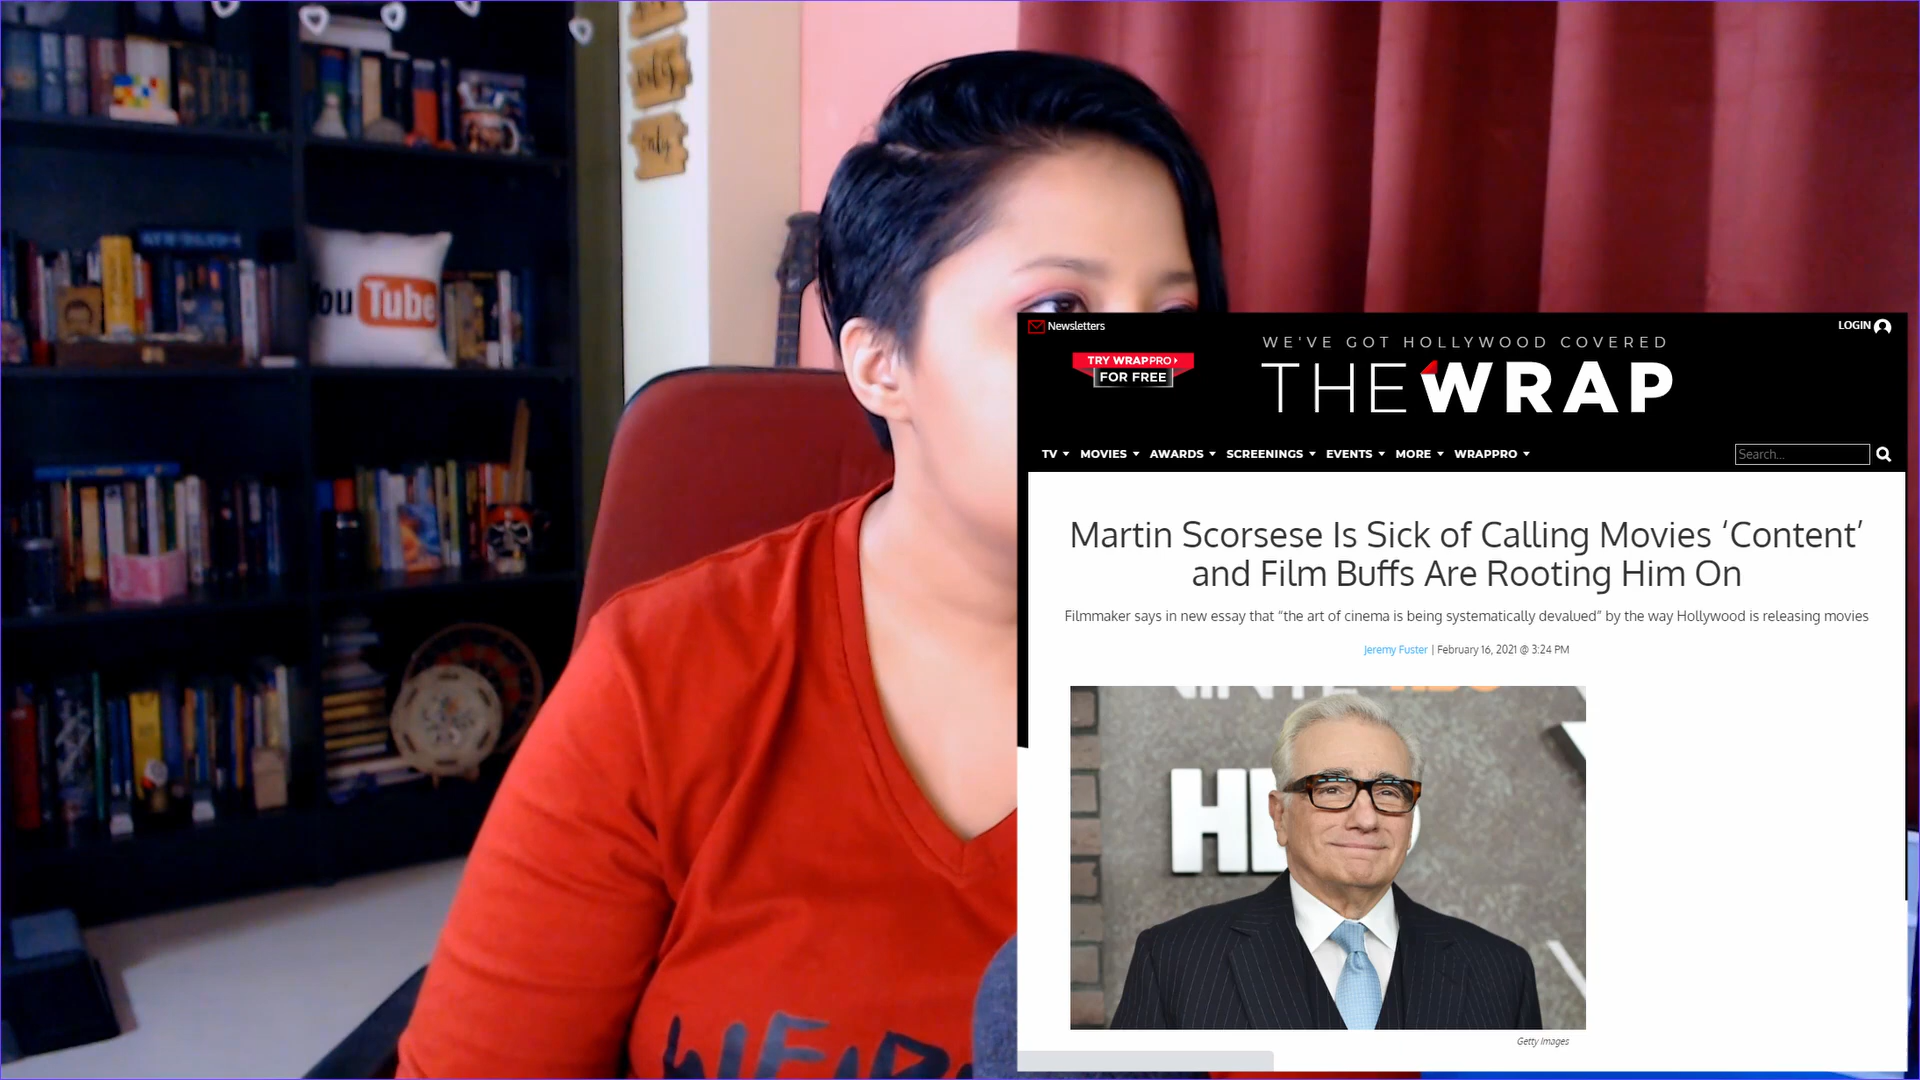 You Tube
Newsletters
LOGIN
WE'VE GOT HOLLYWOOD COVERED
TRY WRAPPRO
FOR FREE
THEWRAP
TV MOVIES AWARDS SCREENINGS EVENTS MORE WRAPPRO
Search...
Martin Scorsese Is Sick of Calling Movies ‘Content’
and Film Buffs Are Rooting Him On
Filmmaker says in new essay that “the art of cinema is being systematically devalued” by the way Hollywood is releasing movies
Jeremy Fuster | February 16, 2021 @ 3:24 PM
HB
Getty Images